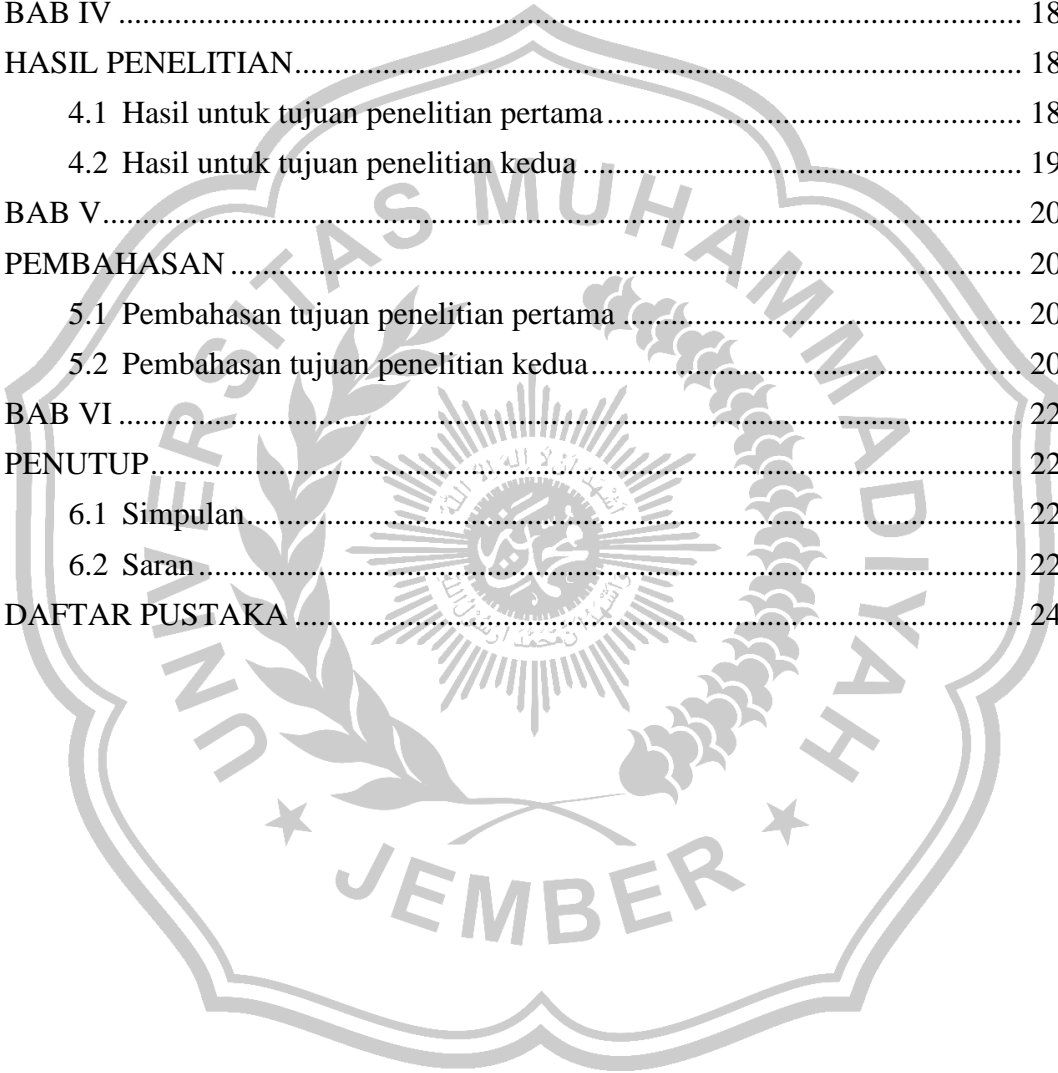 BAB IV ........ 18
HASIL PENELITIAN ........ 18
4.1 Hasil untuk tujuan penelitian pertama ........ 18
4.2 Hasil untuk tujuan penelitian kedua ........ 19
BAB V ........ 20
PEMBAHASAN ........ 20
5.1 Pembahasan tujuan penelitian pertama ........ 20
5.2 Pembahasan tujuan penelitian kedua ........ 20
BAB VI ........ 22
PENUTUP ........ 22
6.1 Simpulan ........ 22
6.2 Saran ........ 22
DAFTAR PUSTAKA ........ 24
UNIVERSITAS MUHAMMADIYAH
JEMBER